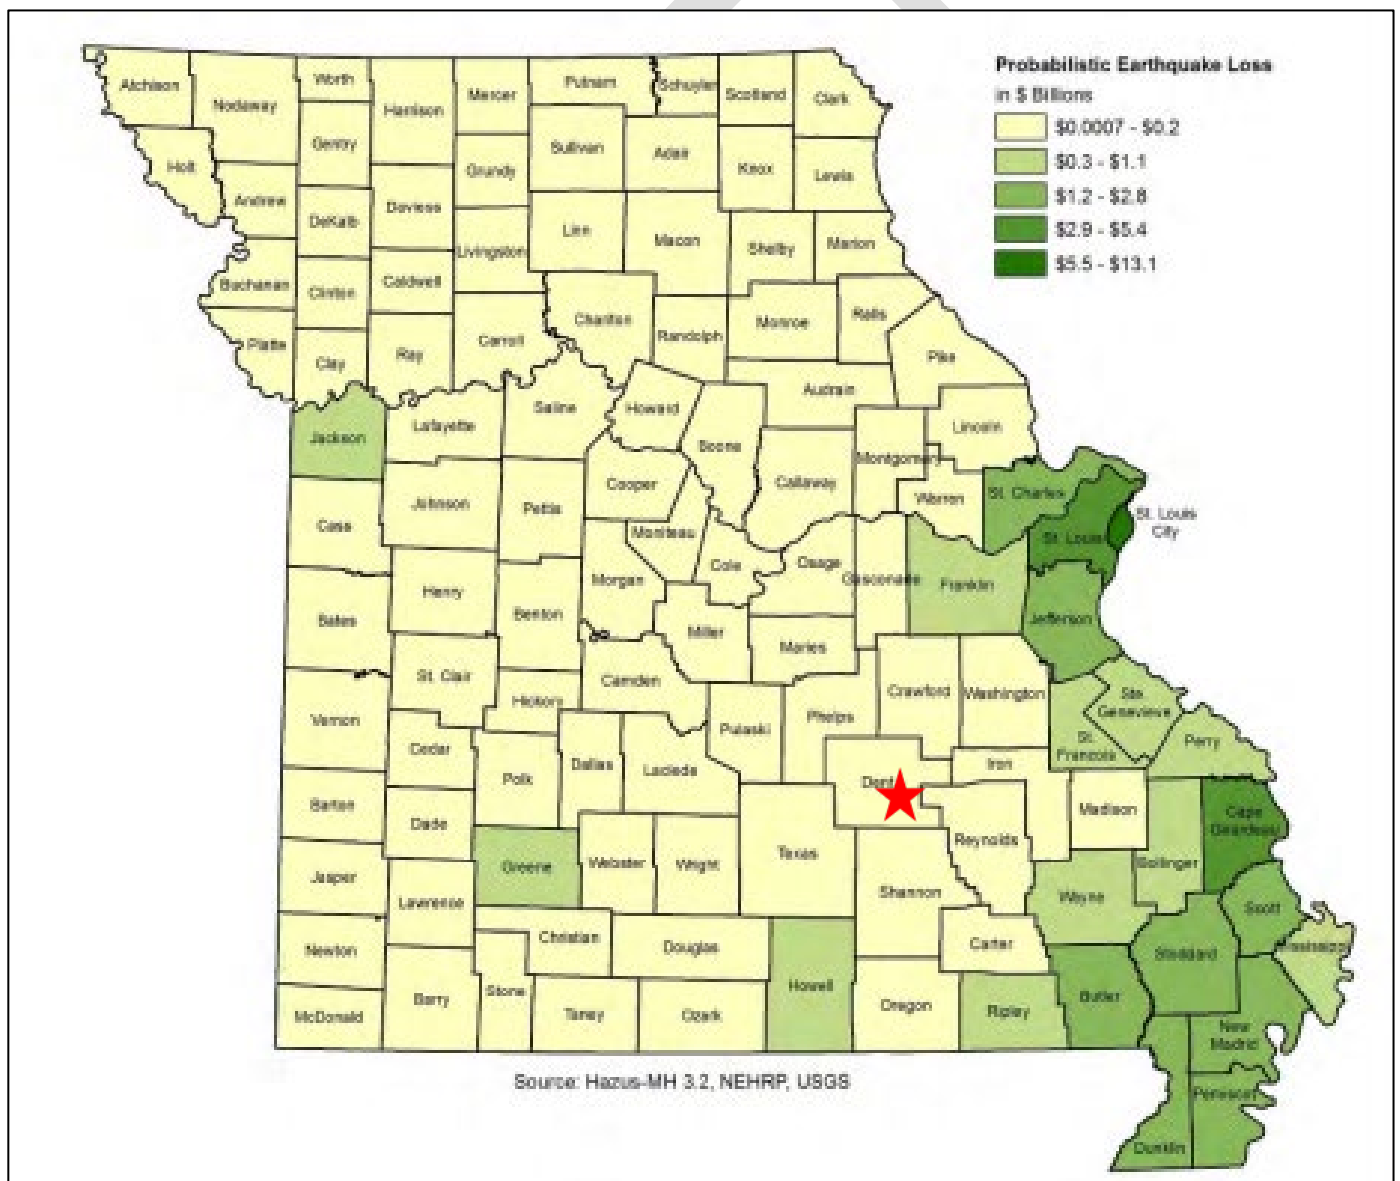 Probabilistic Earthquake Loss
in $ Billions
$0.0007 - $0.2
$0.3 - $1.1
$1.2 - $2.8
$2.9 - $5.4
$5.5 - $13.1
Atchison
Nodaway
Worth
Harrison
Mercer
Putnam
Schuyler
Scotland
Clark
Gentry
Sullivan
Adair
Knox
Lewis
Holt
Andrew
DeKalb
Daviess
Grundy
Linn
Macon
Shelby
Marion
Livingston
Buchanan
Clinton
Caldwell
Chariton
Randolph
Monroe
Ralls
Platte
Clay
Ray
Carroll
Pike
Audrain
Jackson
Lafayette
Saline
Howard
Boone
Lincoln
Montgomery
Callaway
Warren
St. Charles
St. Louis
City
St. Louis
Cass
Johnson
Pettis
Cooper
Moniteau
Cole
Osage
Gasconade
Franklin
Jefferson
Bates
Henry
Benton
Morgan
Miller
Maries
St. Clair
Hickory
Camden
Pulaski
Phelps
Crawford
Washington
Ste
Genevieve
St.
Francois
Perry
Vernon
Cedar
Polk
Dallas
Laclede
Dent
Iron
Madison
Cape
Girardeau
Barton
Dade
Greene
Webster
Wright
Texas
Reynolds
Bollinger
Jasper
Lawrence
Shannon
Wayne
Scott
Mississippi
Newton
Christian
Douglas
Howell
Carter
Stoddard
McDonald
Barry
Stone
Taney
Ozark
Oregon
Ripley
Butler
New
Madrid
Pemiscot
Dunklin
Source: Hazus-MH 3.2, NEHRP, USGS